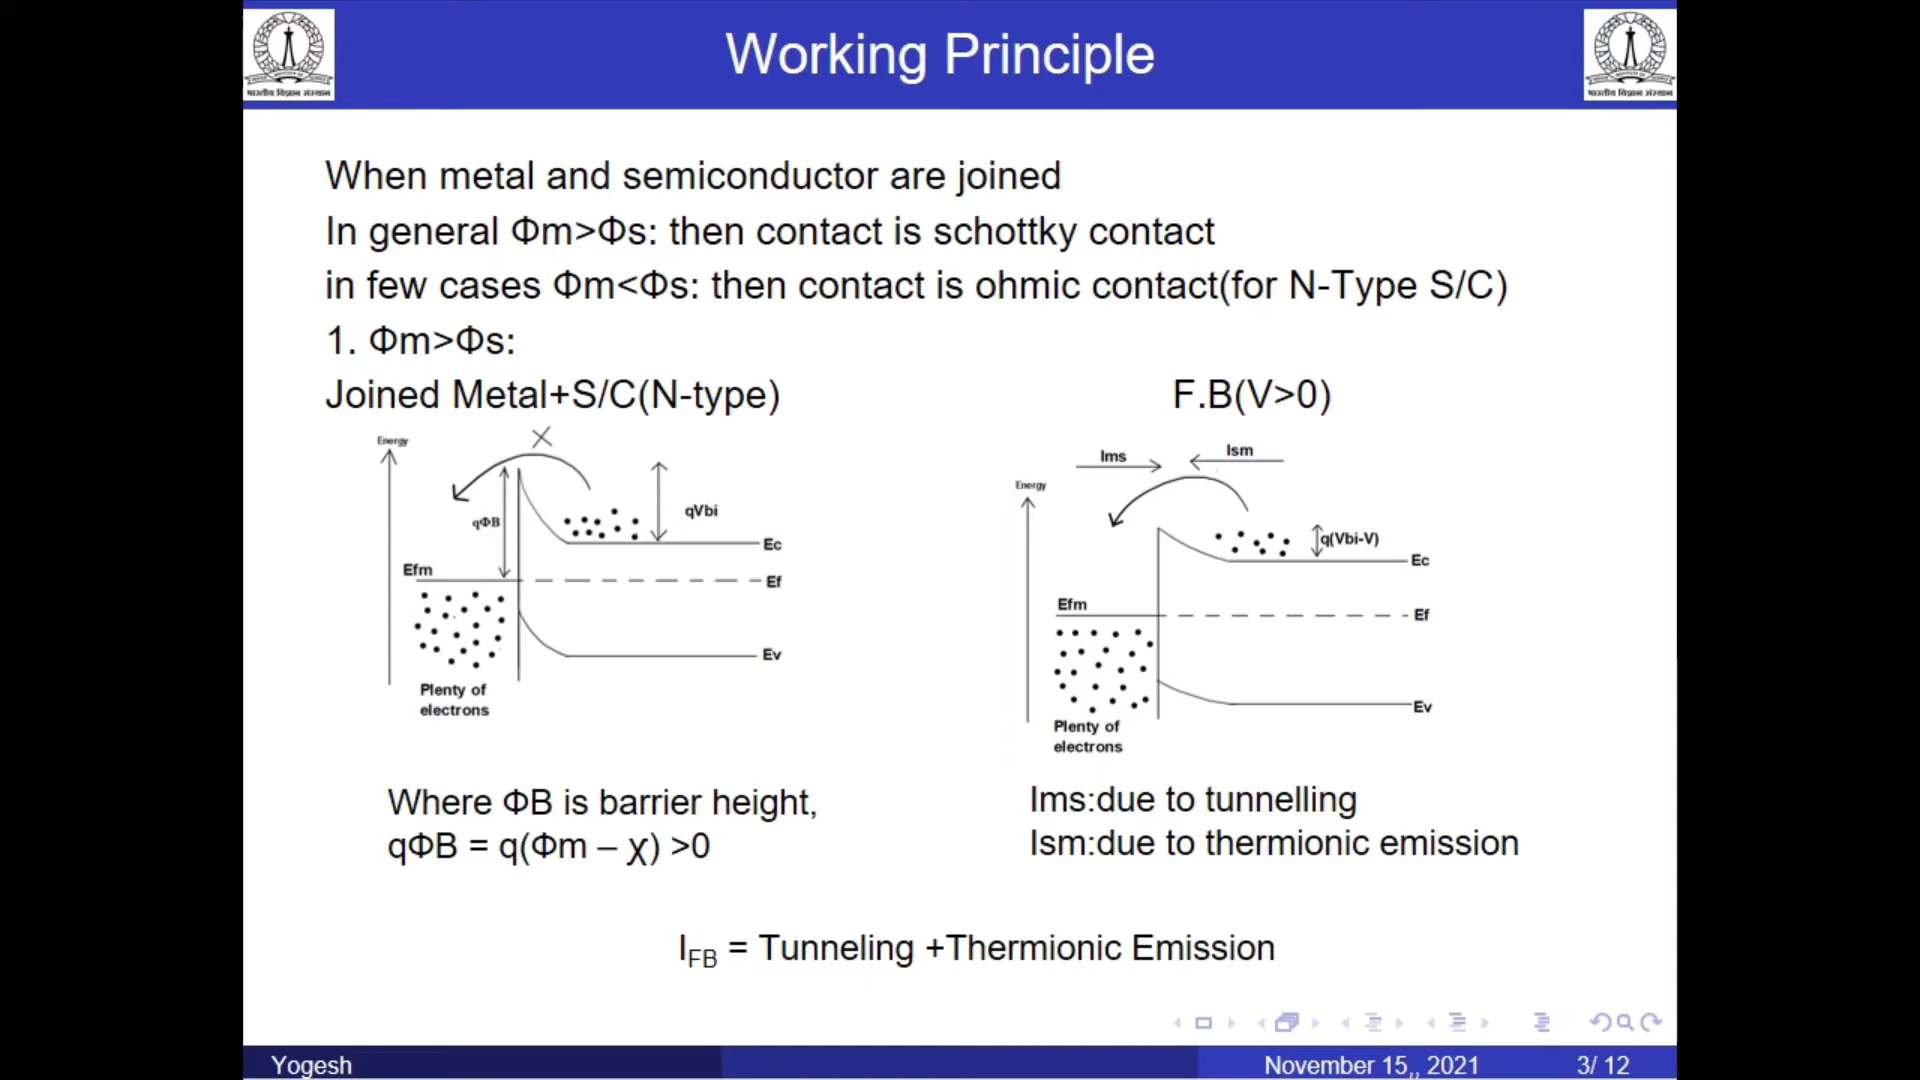 Working Principle
भारतीय विज्ञान संस्थान
भारतीय विज्ञान संस्थान
When metal and semiconductor are joined
In general Φm>Φs: then contact is schottky contact
in few cases Φm<Φs: then contact is ohmic contact(for N-Type S/C)
1. Φm>Φs:
Joined Metal+S/C(N-type)
F.B(V>0)
Energy
qΦB
qVbi
Ec
Efm
Ef
Ev
Plenty of
electrons
Ims
Ism
Energy
q(Vbi-V)
Ec
Efm
Ef
Ev
Plenty of
electrons
Where ΦB is barrier height,
qΦB = q(Φm – χ) >0
Ims:due to tunnelling
Ism:due to thermionic emission
IFB = Tunneling +Thermionic Emission
Yogesh
November 15,, 2021
3/ 12